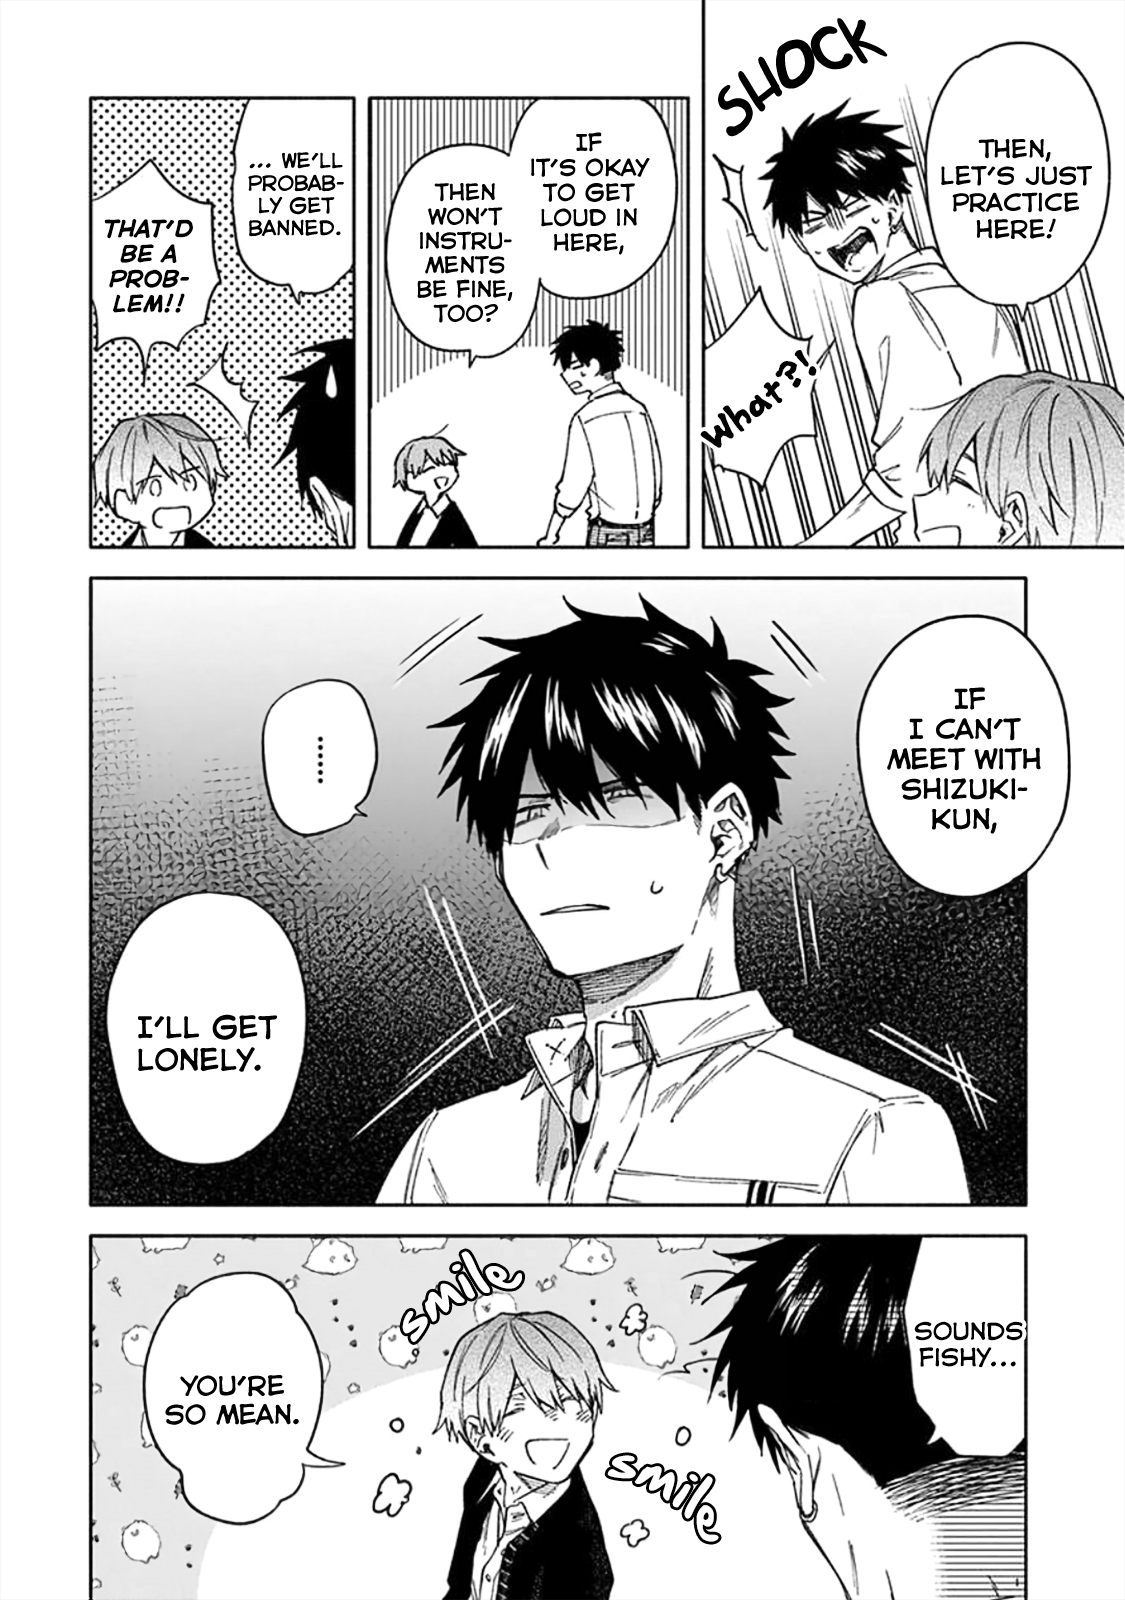 SHOCK
THEN,
LET'S JUST
PRACTICE
HERE!
What?!
IF
IT'S OKAY
TO GET
LOUD IN
HERE,
THEN
WON'T
INSTRU-
MENTS
BE FINE,
TOO?
... WE'LL
PROBAB-
LY GET
BANNED.
THAT'D
BE A
PROB-
LEM!!
IF
I CAN'T
MEET WITH
SHIZUKI-
KUN,
......
I'LL GET
LONELY.
SOUNDS
FISHY...
smile
smile
YOU'RE
SO MEAN.